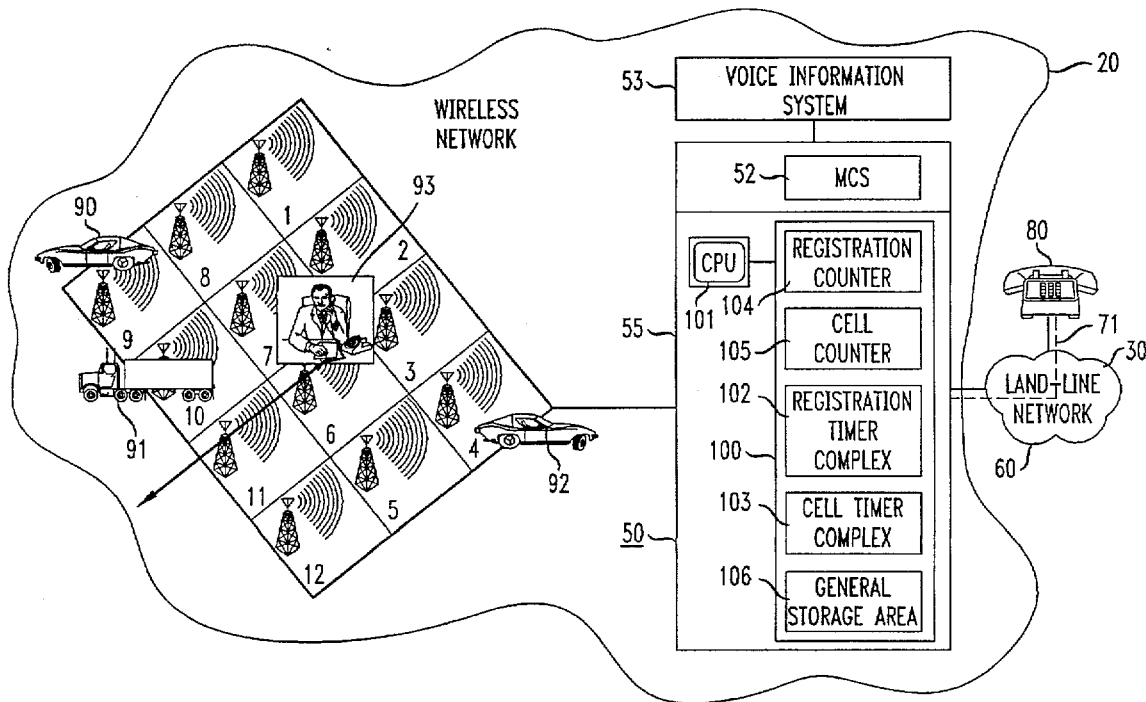 20
53
VOICE INFORMATION
SYSTEM
WIRELESS
NETWORK
52
MCS
93
90
80
1
CPU
REGISTRATION
COUNTER
2
8
101
104
71
55
105
CELL
COUNTER
30
9
7
3
102
REGISTRATION
TIMER
COMPLEX
LAND-LINE
NETWORK
10
91
6
4
92
100
60
11
5
103
CELL TIMER
COMPLEX
50
12
106
GENERAL
STORAGE AREA